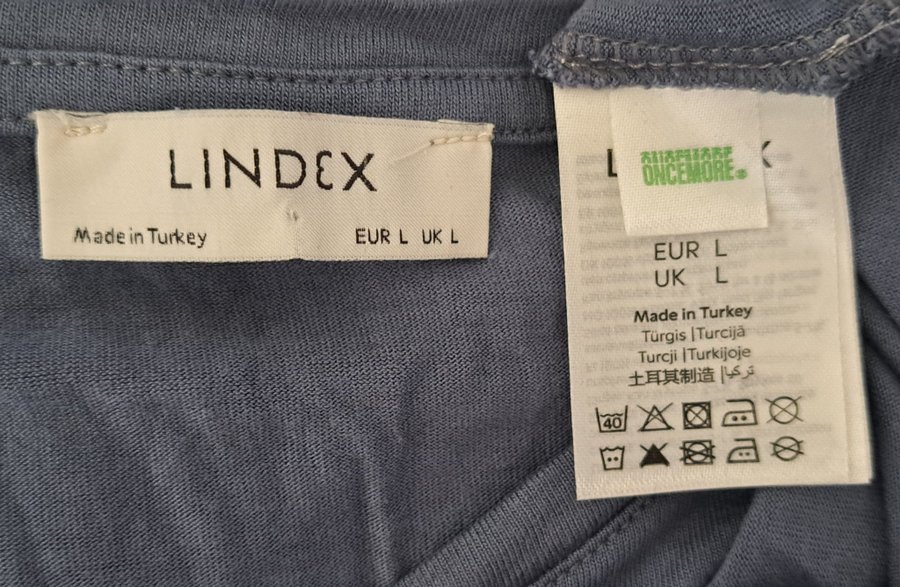 LINDEX
Made in Turkey
EUR L UK L
ONCEMORE®
EUR L
UK L
Made in Turkey
Türgis | Turcijā
Turcji | Turkijoje
土耳其制造 | تركيا
40